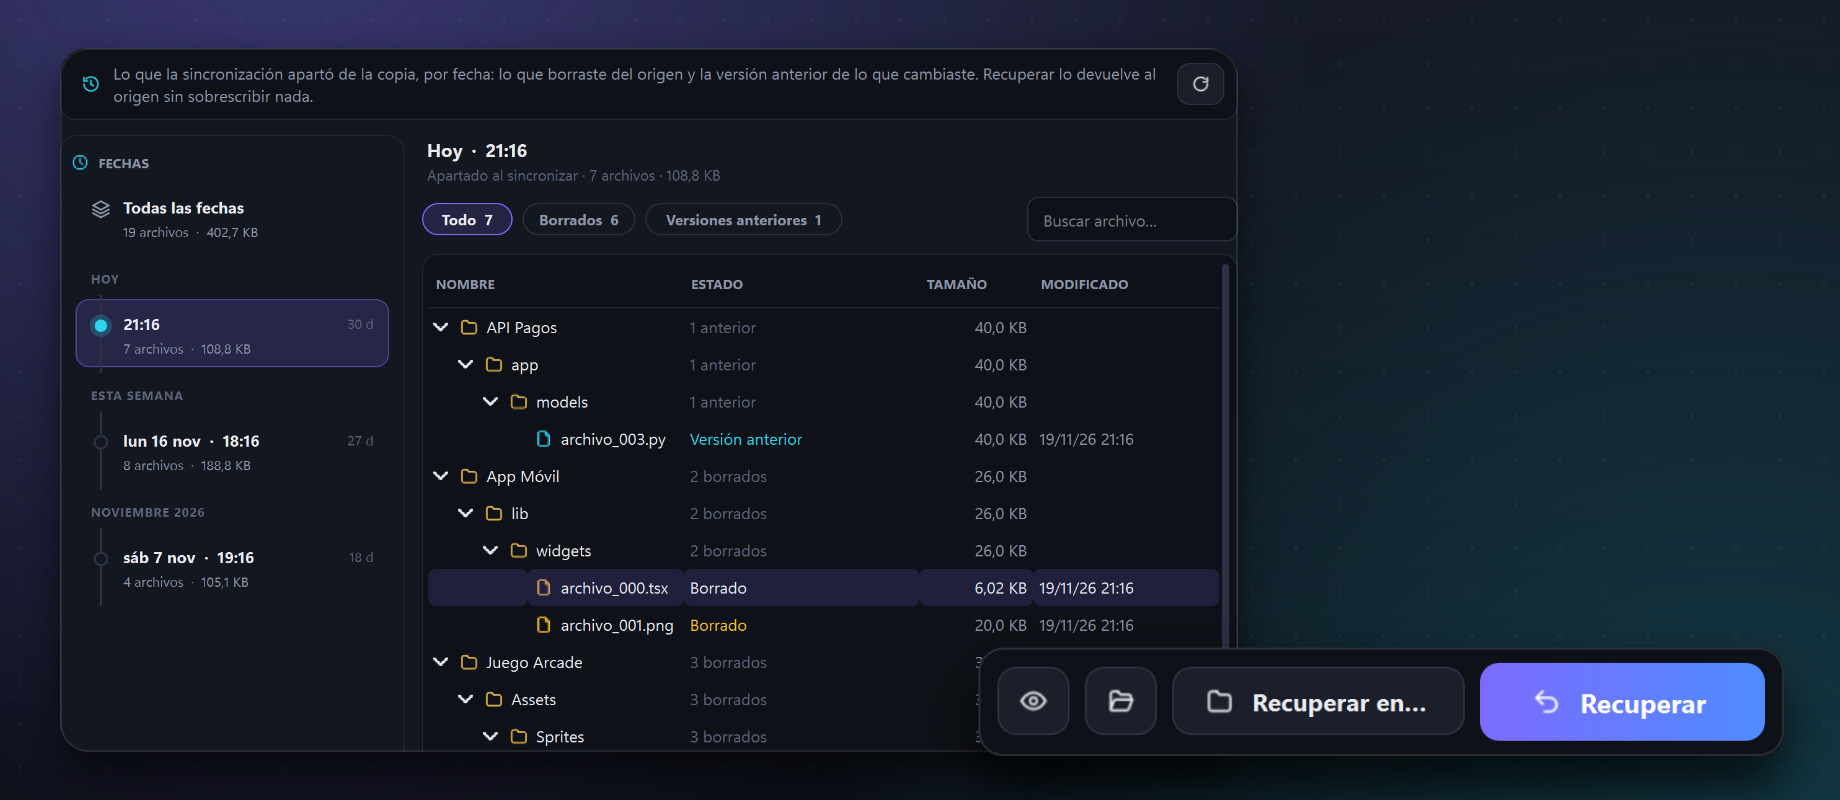 Lo que la sincronización apartó de la copia, por fecha: lo que borraste del origen y la versión anterior de lo que cambiaste. Recuperar lo devuelve al
origen sin sobrescribir nada.
FECHAS
Todas las fechas
19 archivos · 402,7 KB
HOY
21:16 30 d
7 archivos · 108,8 KB
ESTA SEMANA
lun 16 nov · 18:16 27 d
8 archivos · 188,8 KB
NOVIEMBRE 2026
sáb 7 nov · 19:16 18 d
4 archivos · 105,1 KB
Hoy · 21:16
Apartado al sincronizar · 7 archivos · 108,8 KB
Todo 7 Borrados 6 Versiones anteriores 1 Buscar archivo...
NOMBRE ESTADO TAMAÑO MODIFICADO
API Pagos 1 anterior 40,0 KB
app 1 anterior 40,0 KB
models 1 anterior 40,0 KB
archivo_003.py Versión anterior 40,0 KB 19/11/26 21:16
App Móvil 2 borrados 26,0 KB
lib 2 borrados 26,0 KB
widgets 2 borrados 26,0 KB
archivo_000.tsx Borrado 6,02 KB 19/11/26 21:16
archivo_001.png Borrado 20,0 KB 19/11/26 21:16
Juego Arcade 3 borrados
Assets 3 borrados
Sprites 3 borrados
Recuperar en... Recuperar